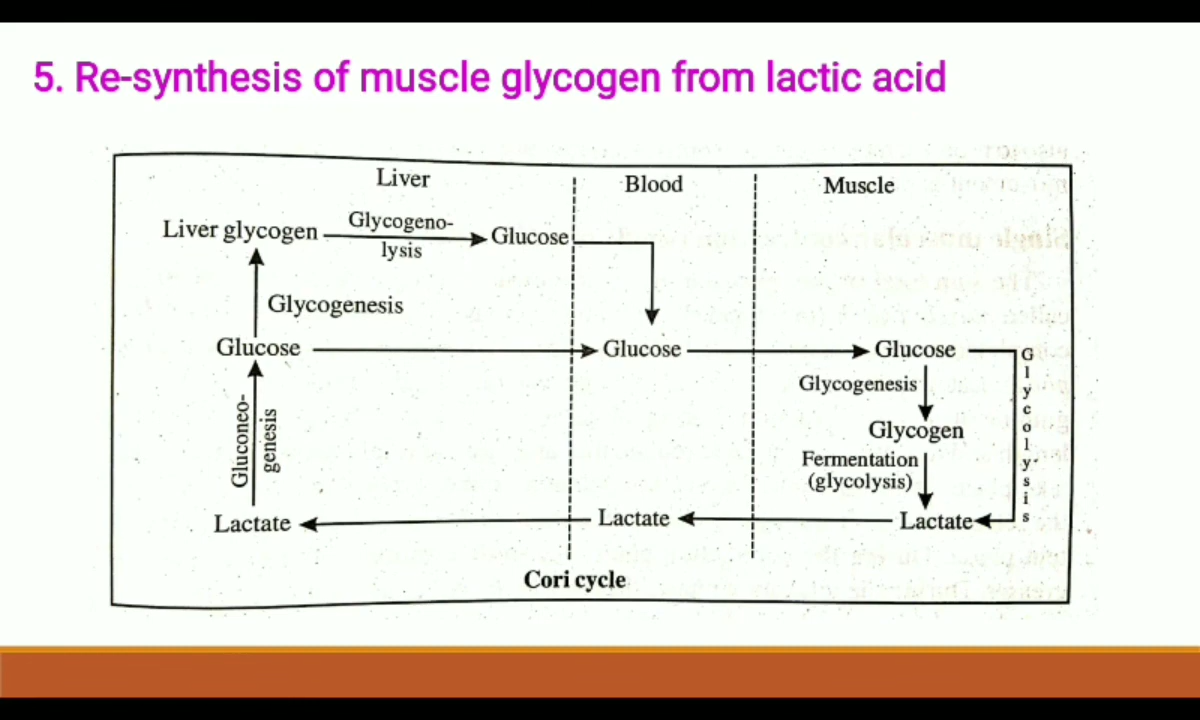 5. Re-synthesis of muscle glycogen from lactic acid
Liver
Blood
Muscle
Liver glycogen
Glycogeno-
lysis
Glucose
Glycogenesis
Glucose
Glucose
Glucose
Glycogenesis
Glycolysis
Glycogen
Gluconeo-
genesis
Fermentation
(glycolysis)
Lactate
Lactate
Lactate
Cori cycle